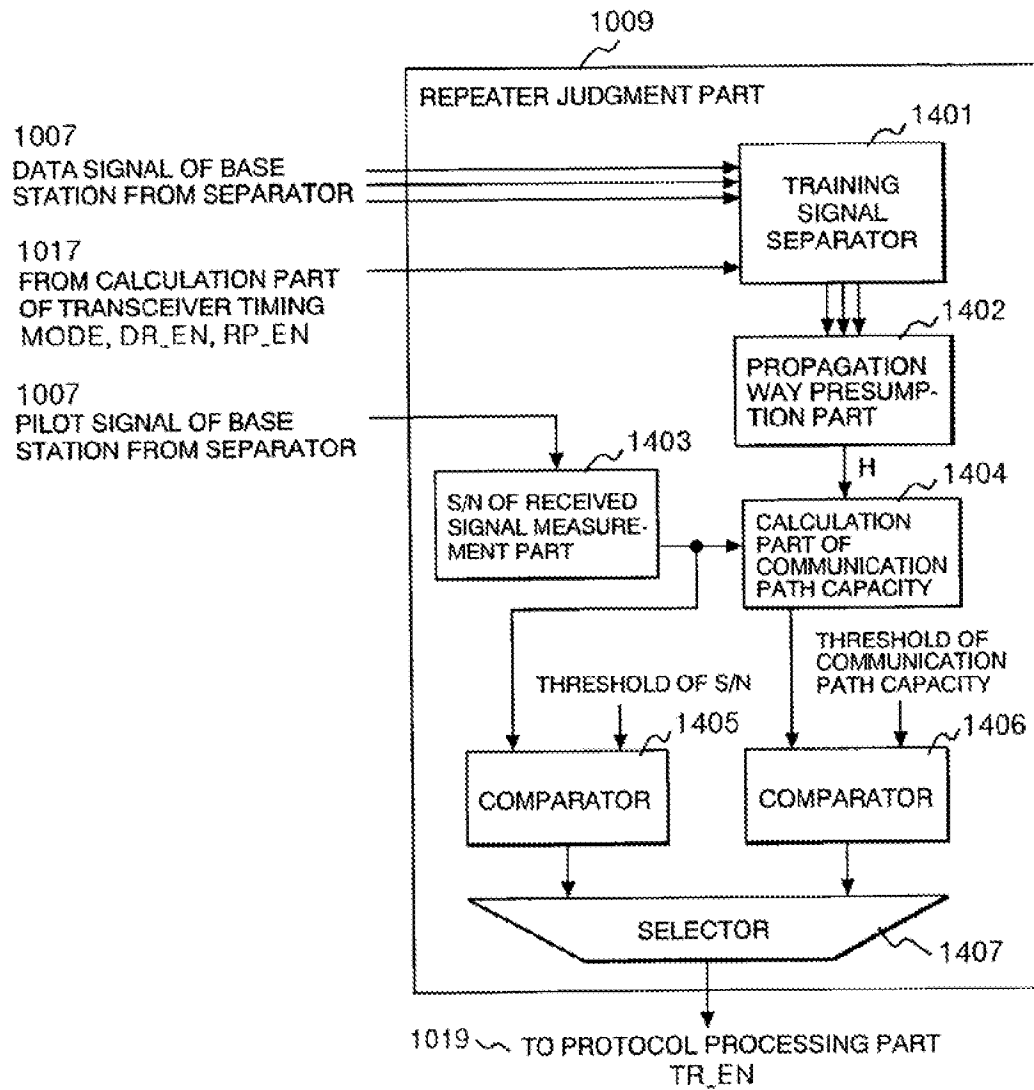 1009
REPEATER JUDGMENT PART
1401
1007
DATA SIGNAL OF BASE
STATION FROM SEPARATOR
TRAINING
SIGNAL
SEPARATOR
1017
FROM CALCULATION PART
OF TRANSCEIVER TIMING
MODE, DR_EN, RP_EN
1402
PROPAGATION
WAY PRESUMP-
TION PART
1007
PILOT SIGNAL OF BASE
STATION FROM SEPARATOR
1403
H
1404
S/N OF RECEIVED
SIGNAL MEASURE-
MENT PART
CALCULATION
PART OF
COMMUNICATION
PATH CAPACITY
THRESHOLD OF S/N
THRESHOLD OF
COMMUNICATION
PATH CAPACITY
1405
1406
COMPARATOR
COMPARATOR
SELECTOR
1407
1019 TO PROTOCOL PROCESSING PART
TR_EN